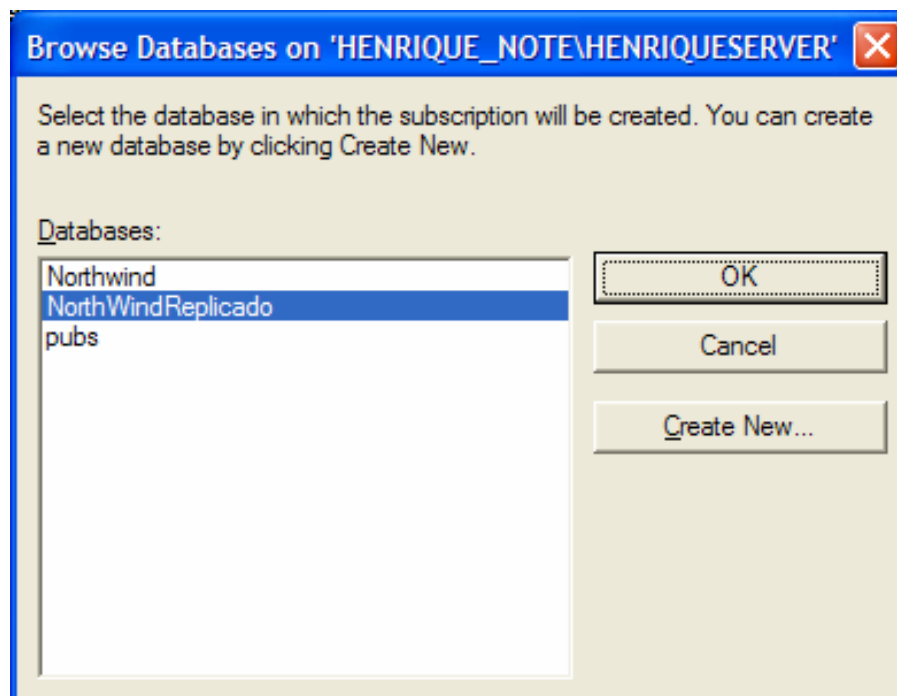 Browse Databases on 'HENRIQUE_NOTE\HENRIQUESERVER'
Select the database in which the subscription will be created. You can create
a new database by clicking Create New.
Databases:
Northwind
NorthWindReplicado
pubs
OK
Cancel
Create New...